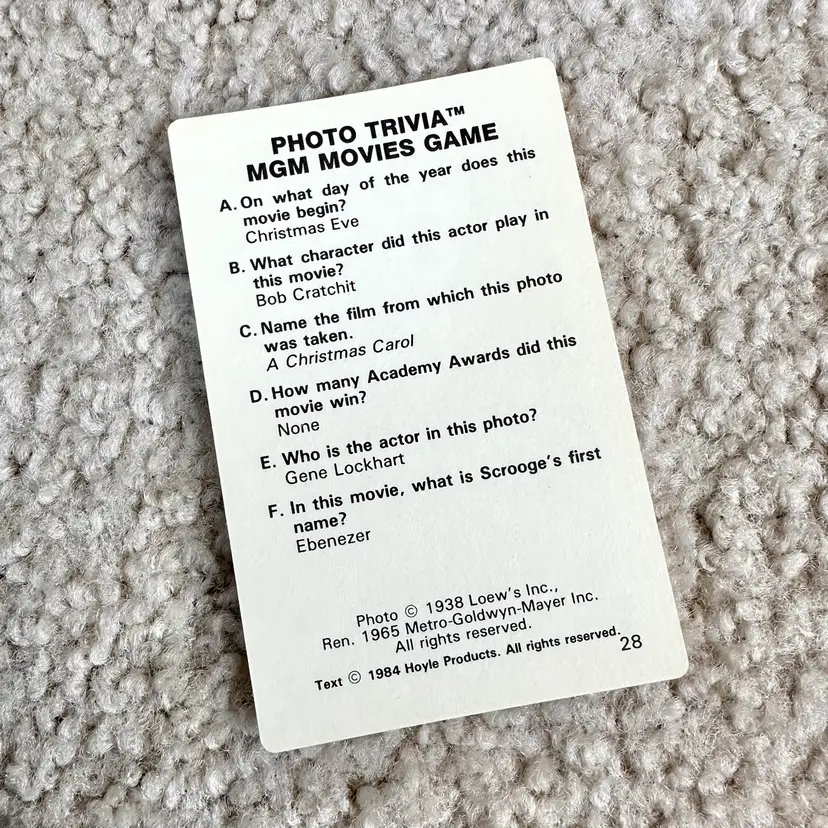 PHOTO TRIVIA™
MGM MOVIES GAME
A. On what day of the year does this
movie begin?
Christmas Eve
B. What character did this actor play in
this movie?
Bob Cratchit
C. Name the film from which this photo
was taken.
A Christmas Carol
D. How many Academy Awards did this
movie win?
None
E. Who is the actor in this photo?
Gene Lockhart
F. In this movie, what is Scrooge's first
name?
Ebenezer
Photo © 1938 Loew's Inc.,
Ren. 1965 Metro-Goldwyn-Mayer Inc.
All rights reserved.
Text © 1984 Hoyle Products. All rights reserved.
28